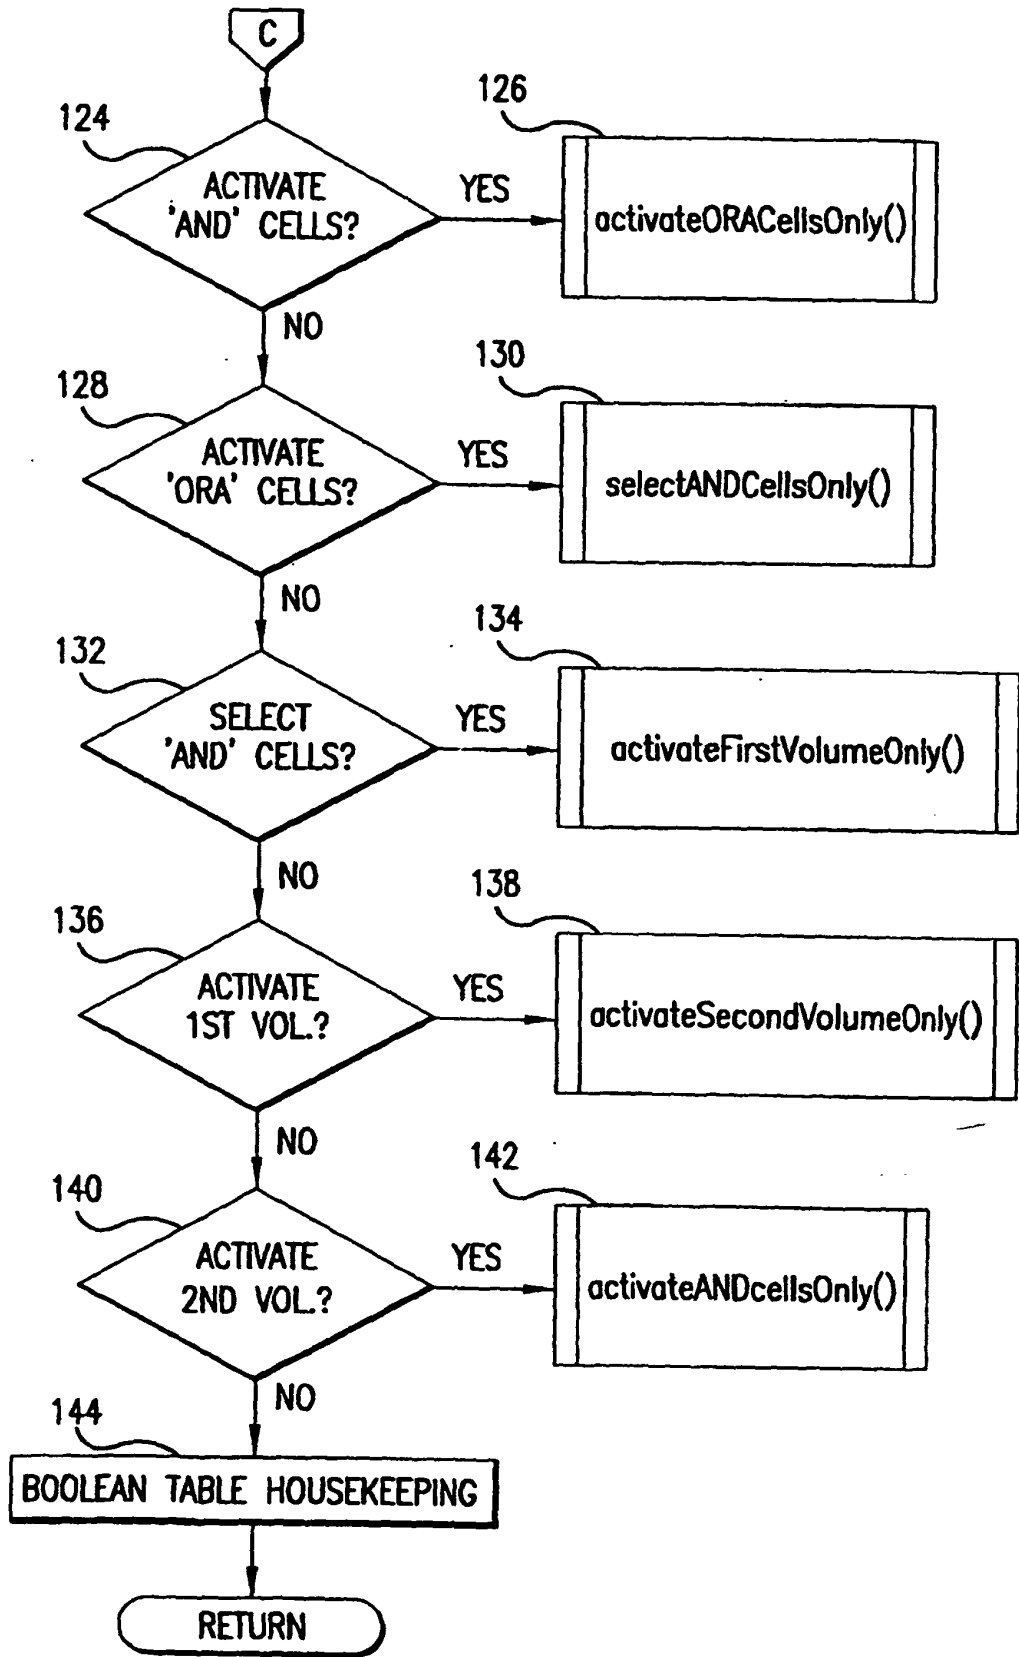 C
124
ACTIVATE
'AND' CELLS?
YES
126
activateORACellsOnly()
NO
128
ACTIVATE
'ORA' CELLS?
YES
130
selectANDCellsOnly()
NO
132
SELECT
'AND' CELLS?
YES
134
activateFirstVolumeOnly()
NO
136
ACTIVATE
1ST VOL.?
YES
138
activateSecondVolumeOnly()
NO
140
ACTIVATE
2ND VOL.?
YES
142
activateANDcellsOnly()
NO
144
BOOLEAN TABLE HOUSEKEEPING
RETURN